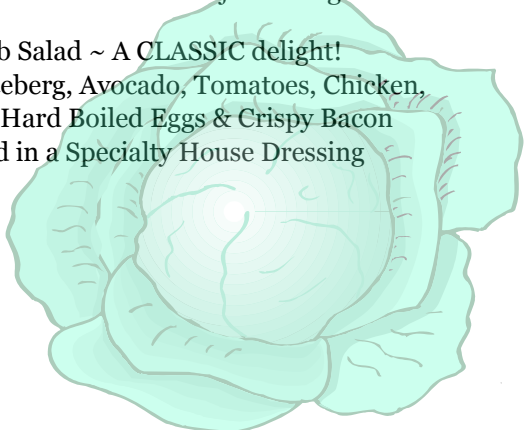 b Salad ~ A CLASSIC delight!
eberg, Avocado, Tomatoes, Chicken,
Hard Boiled Eggs & Crispy Bacon
d in a Specialty House Dressing